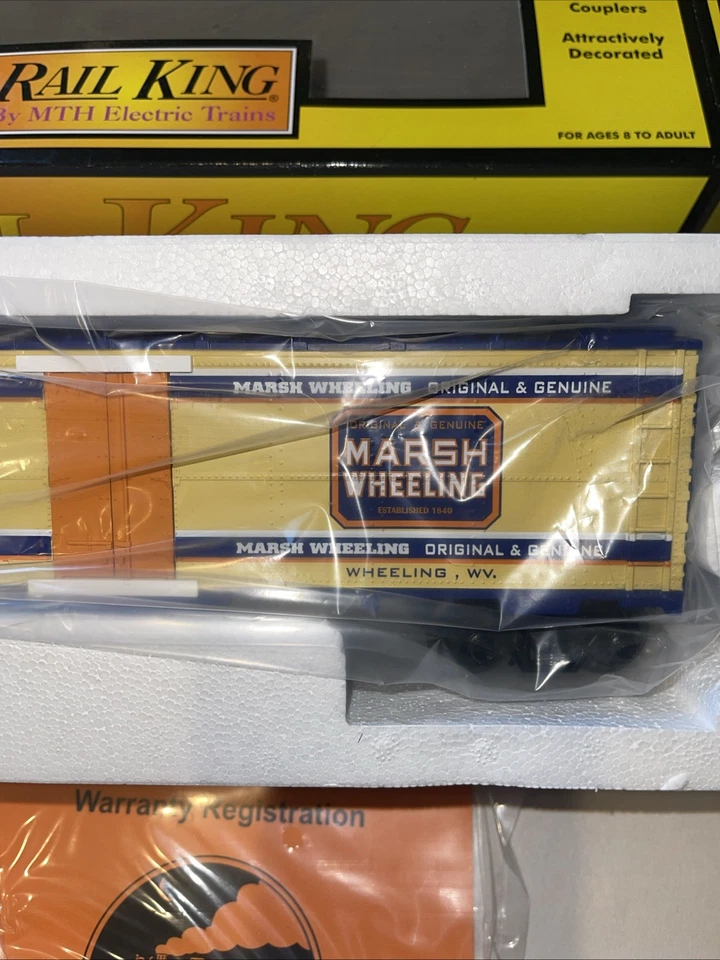 Couplers
Attractively
Decorated
RAIL KING®
By MTH Electric Trains
FOR AGES 8 TO ADULT
KING
MARSH WHEELING ORIGINAL & GENUINE
ORIGINAL & GENUINE
MARSH
WHEELING
ESTABLISHED 1840
MARSH WHEELING ORIGINAL & GENUINE
WHEELING , WV.
Warranty Registration